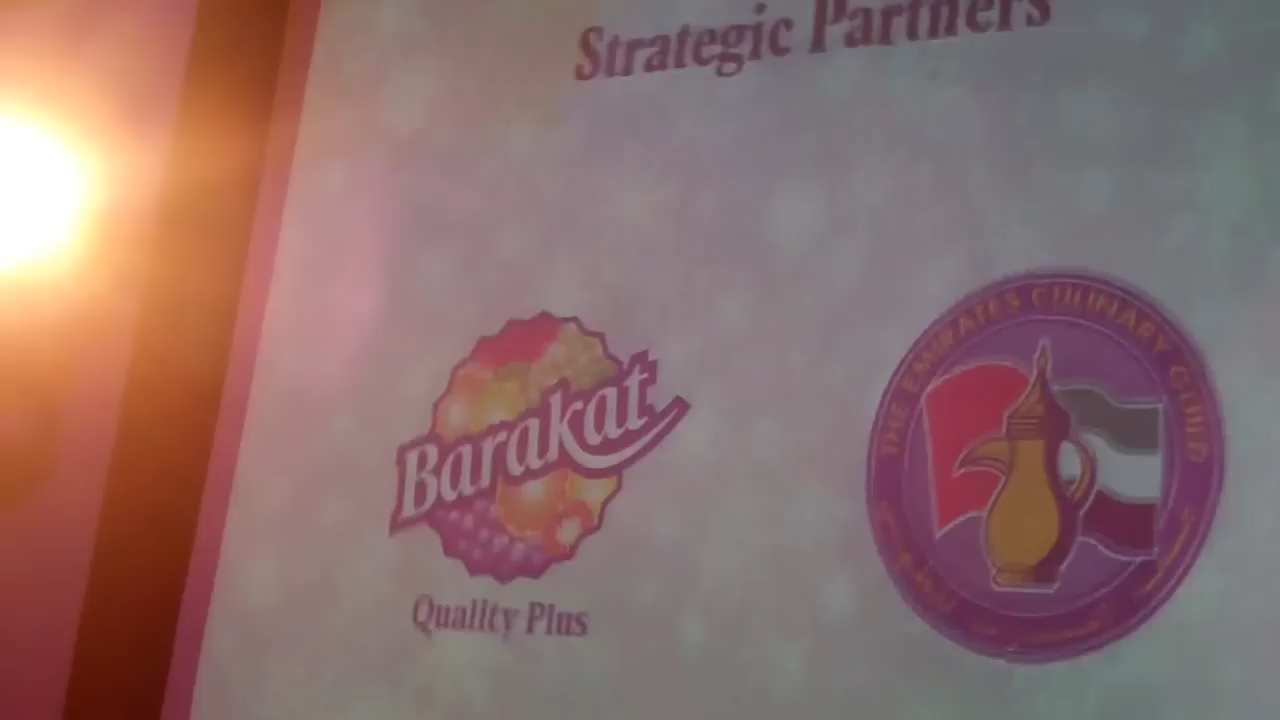 Strategic Partners
Barakat
Quality Plus
THE EMIRATES CULINARY GUILD